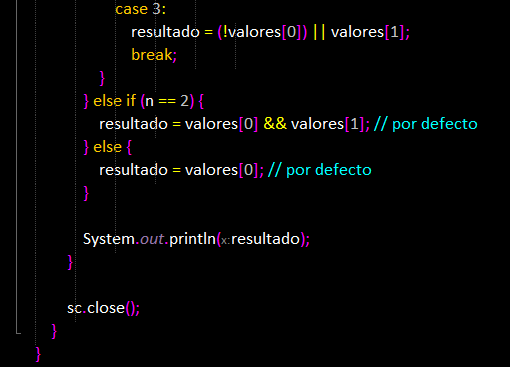 case 3:
resultado = (!valores[0]) || valores[1];
break;
}
} else if (n == 2) {
resultado = valores[0] && valores[1]; // por defecto
} else {
resultado = valores[0]; // por defecto
}
System.out.println(x:resultado);
}
sc.close();
}
}